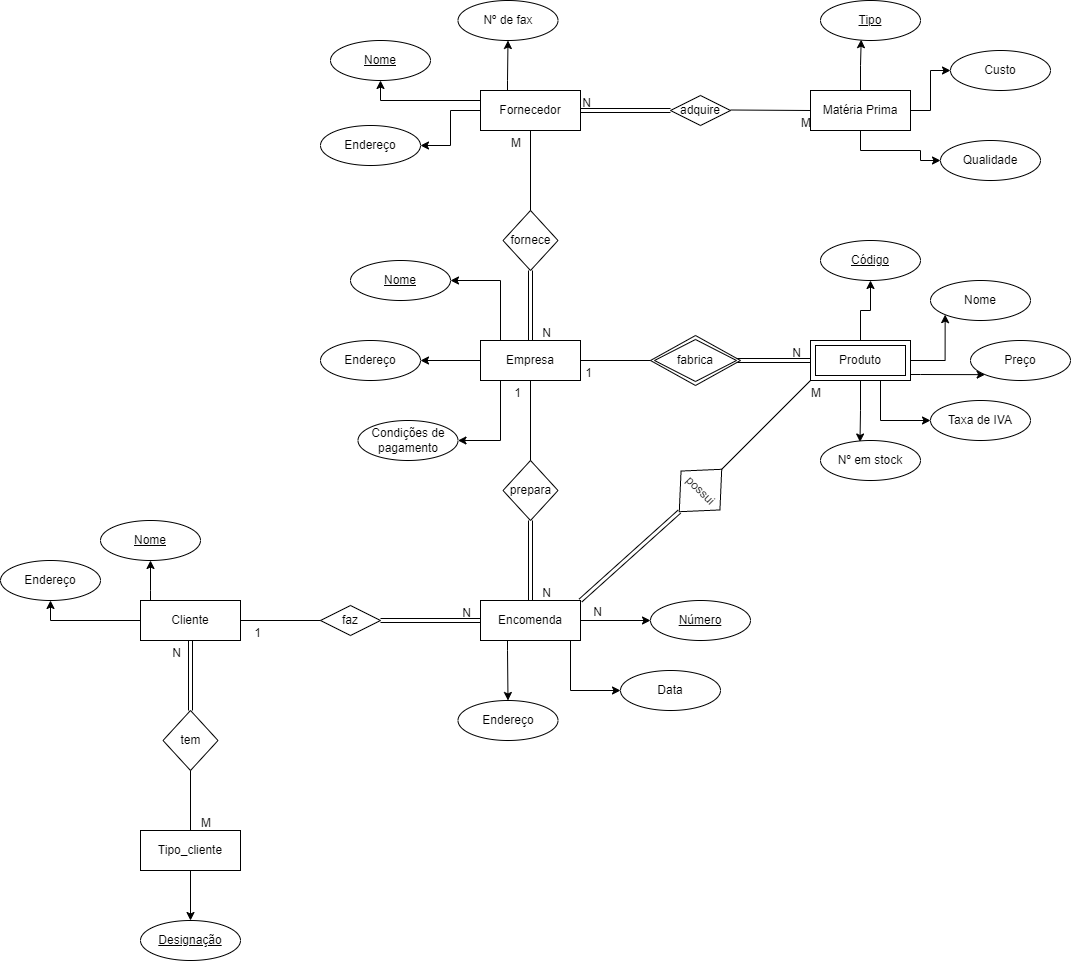 Nº de fax
Tipo
Nome
Custo
Fornecedor
N
adquire
M
Matéria Prima
M
Endereço
Qualidade
fornece
Código
Nome
Nome
N
Endereço
Empresa
1
fabrica
N
Produto
Preço
1
M
Condições de
pagamento
Taxa de IVA
Nº em stock
prepara
possui
Nome
Endereço
N
Cliente
1
faz
N
Encomenda
N
Número
N
Data
Endereço
tem
M
Tipo_cliente
Designação